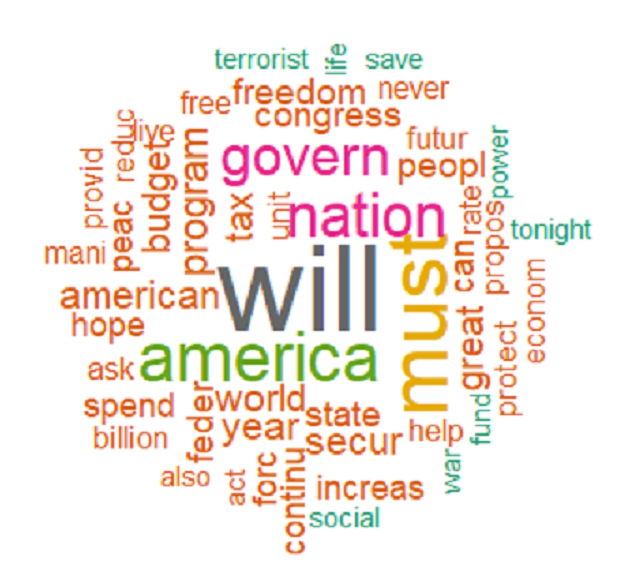 terrorist life save
free freedom never
congress
reduc live futur
provid budget program govern peopl power
peac tax unit nation rate
mani can propos tonight
american will must
hope econom
ask america great protect
spend feder world state
billion year secur help fund
also act forc continu increas war
social